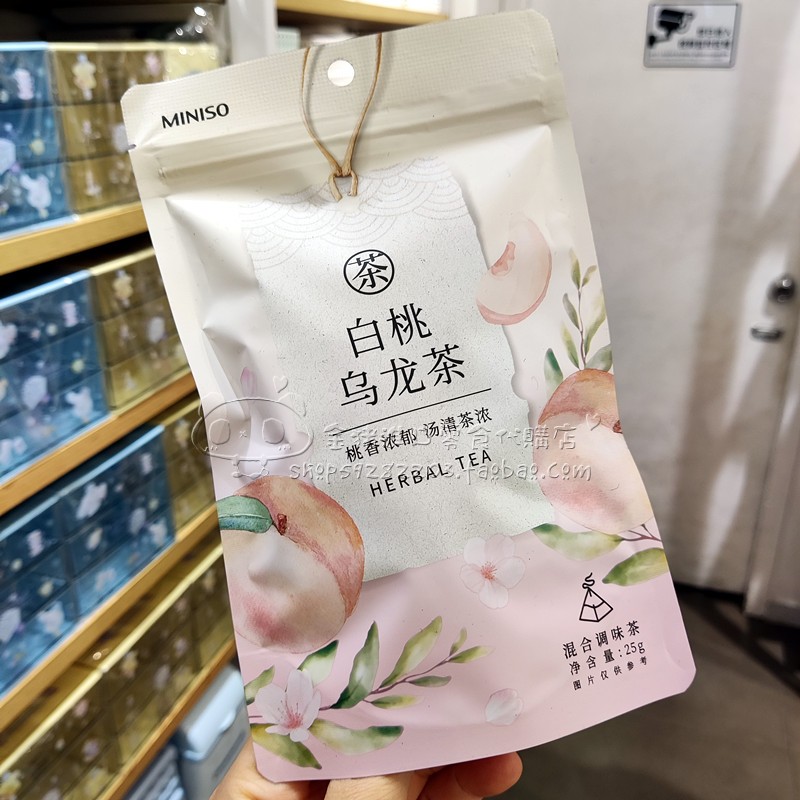 MINISO
茶
白桃
乌龙茶
桃香浓郁 汤清茶浓
HERBAL TEA
混合调味茶
净含量:25g
图片仅供参考